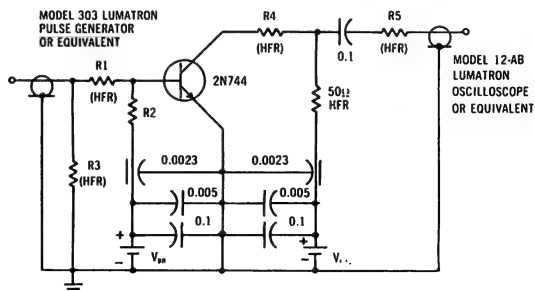 MODEL 303 LUMATRON
PULSE GENERATOR
OR EQUIVALENT
R4
(HFR)
R5
(HFR)
0.1
R1
(HFR)
2N744
MODEL 12-AB
LUMATRON
OSCILLOSCOPE
OR EQUIVALENT
R2
50Ω
HFR
R3
(HFR)
0.0023
0.0023
0.005
0.005
0.1
0.1
+
-
+
-